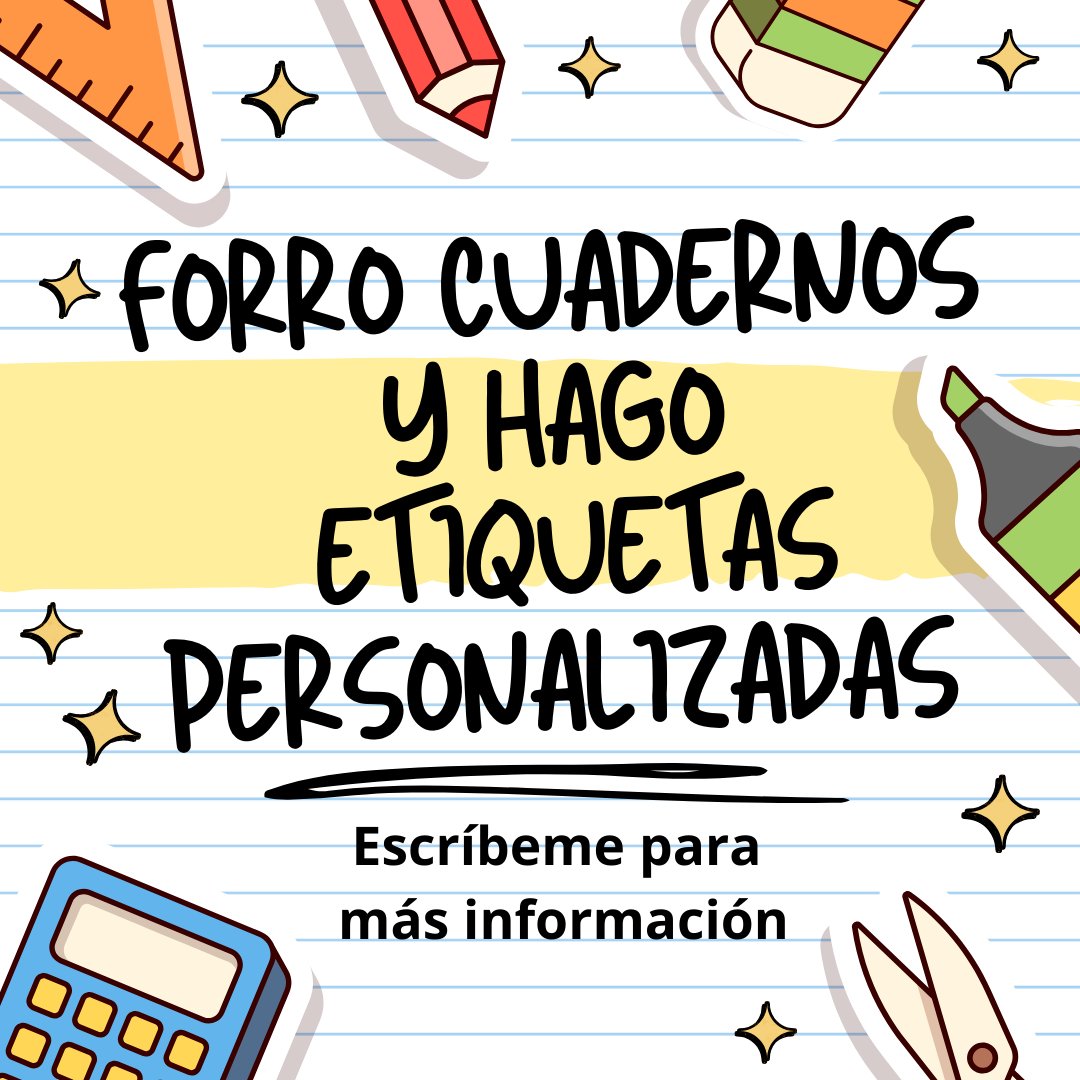 FORRO CUADERNOS
Y HAGO
ETIQUETAS
PERSONALIZADAS
Escríbeme para
más información